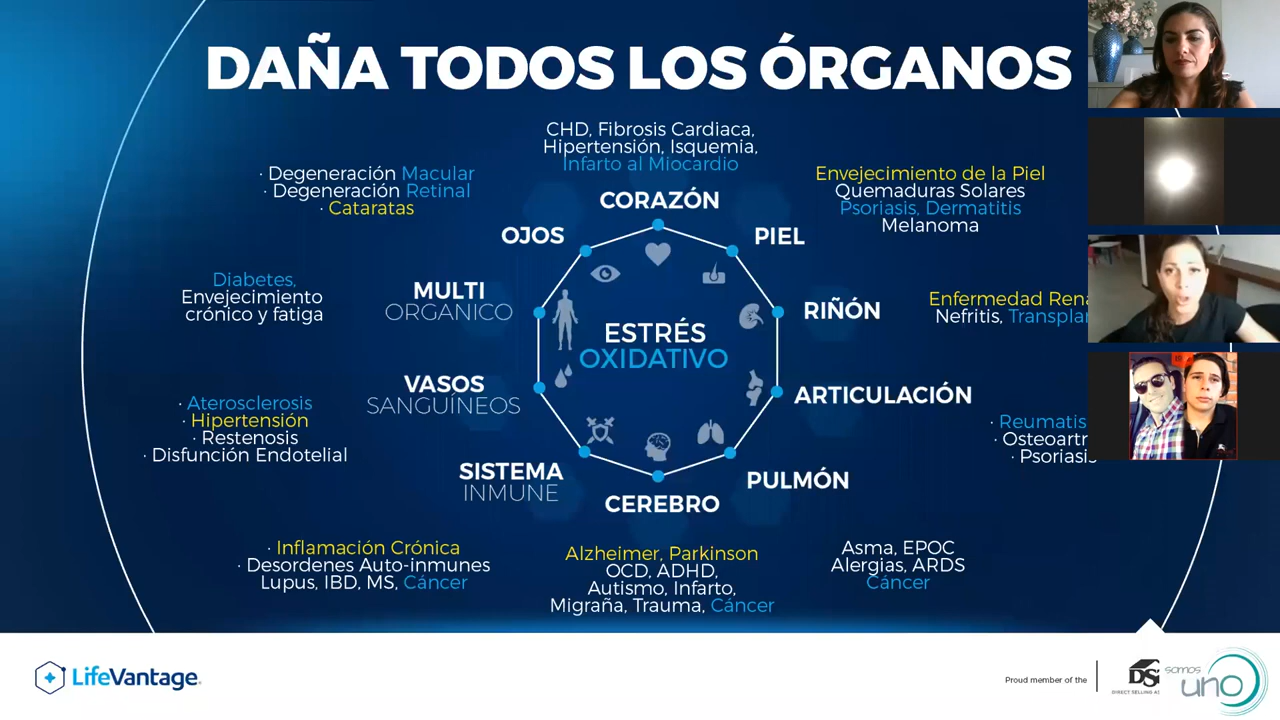 DAÑA TODOS LOS ÓRGANOS
CHD, Fibrosis Cardiaca,
Hipertensión, Isquemia,
Infarto al Miocardio
CORAZÓN
· Degeneración Macular
· Degeneración Retinal
· Cataratas
OJOS
Envejecimiento de la Piel
Quemaduras Solares
Psoriasis, Dermatitis
Melanoma
PIEL
Diabetes,
Envejecimiento
crónico y fatiga
MULTI
ORGANICO
ESTRÉS
OXIDATIVO
RIÑÓN
Enfermedad
Nefritis,
VASOS
SANGUÍNEOS
· Aterosclerosis
· Hipertensión
· Restenosis
· Disfunción Endotelial
ARTICULACIÓN
· Psoriasis
SISTEMA
INMUNE
CEREBRO
PULMÓN
· Inflamación Crónica
· Desordenes Auto-inmunes
Lupus, IBD, MS, Cáncer
Alzheimer, Parkinson
OCD, ADHD,
Autismo, Infarto,
Migraña, Trauma, Cáncer
Asma, EPOC
Alergias, ARDS
Cáncer
LifeVantage
Proud member of the
DIRECT SELLING
somos
uno